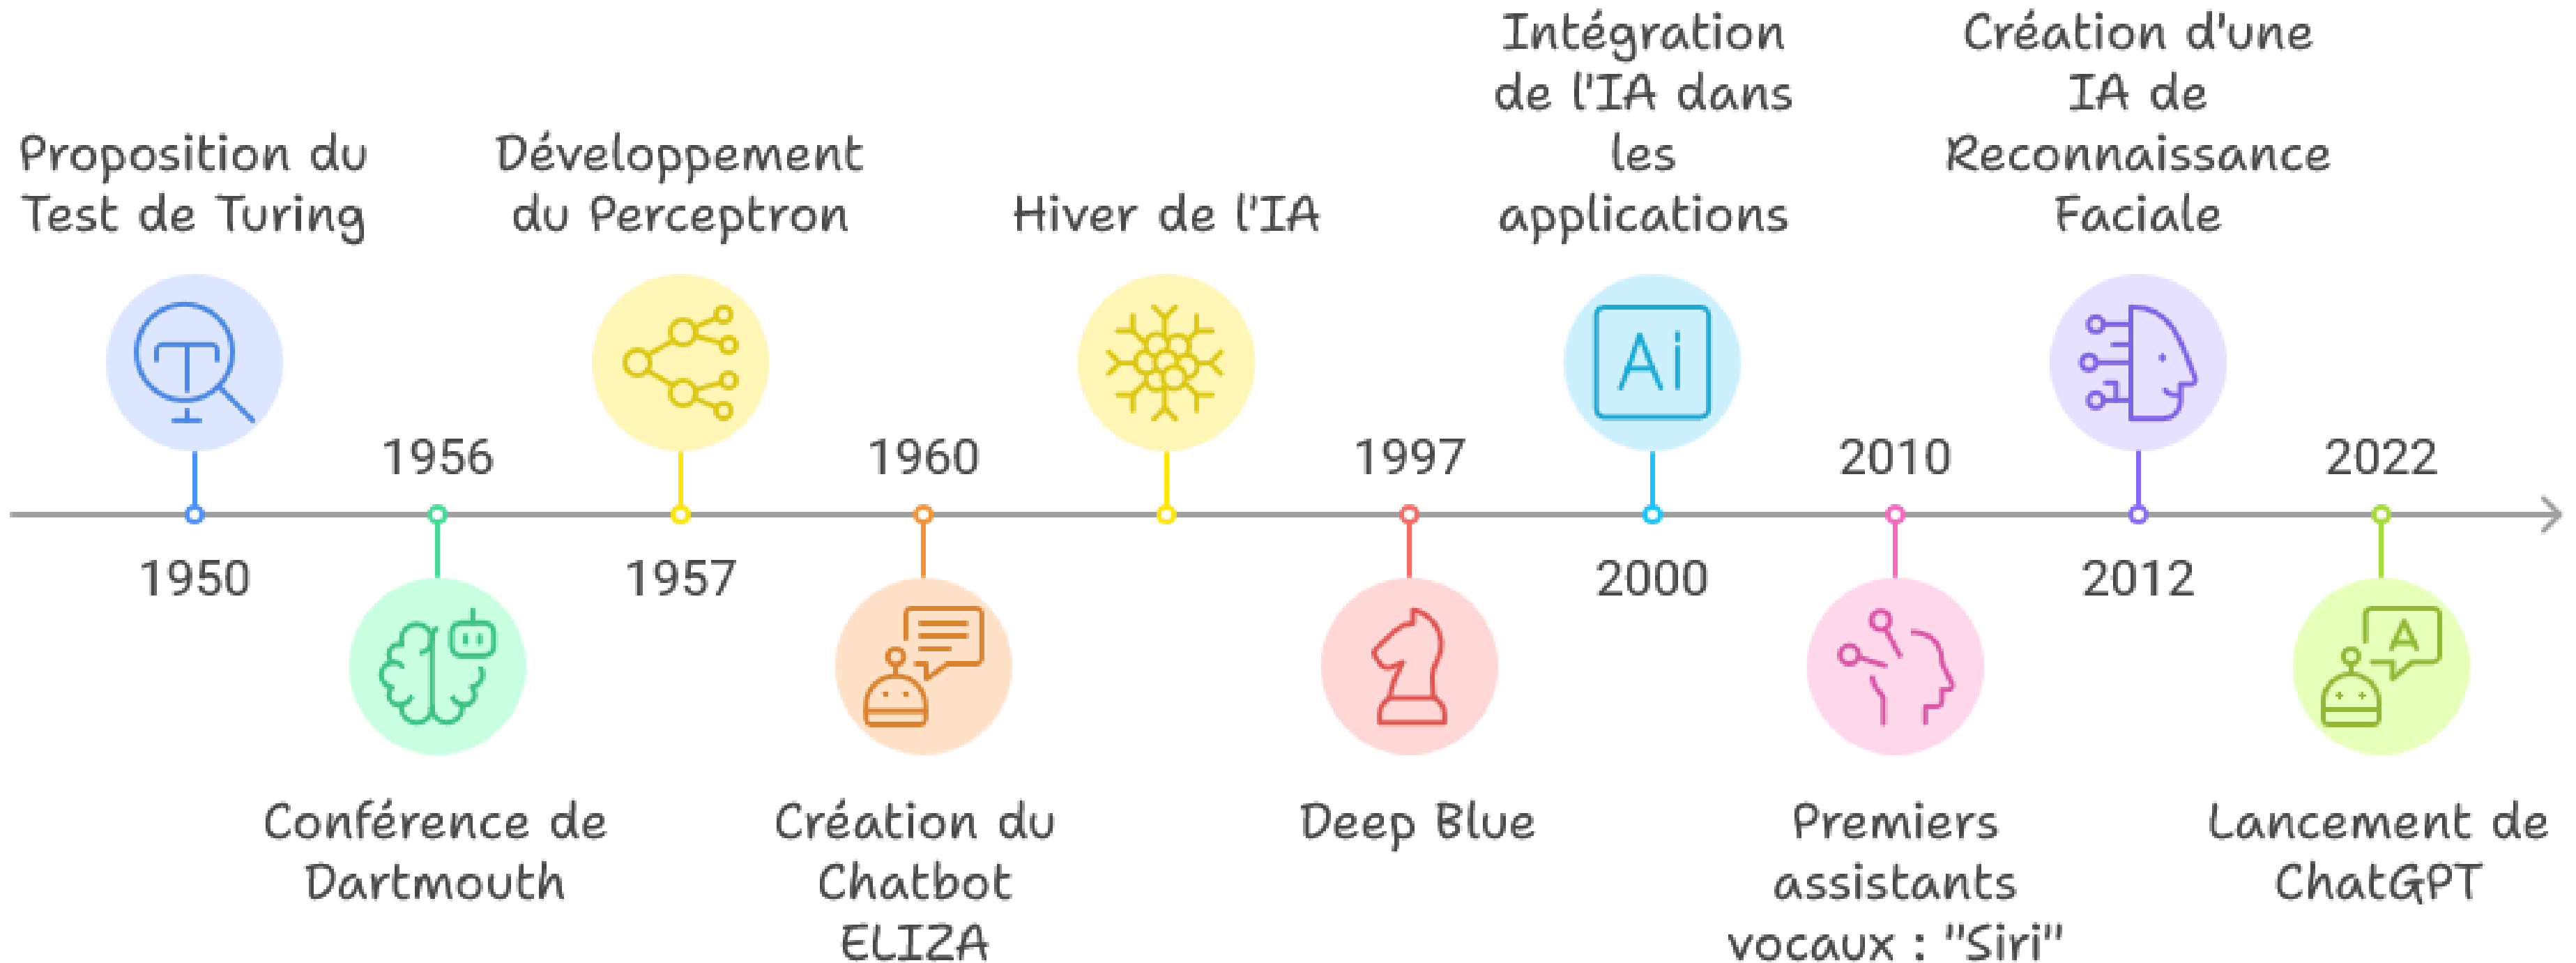 Proposition du
Test de Turing
1950
1956
Conférence de
Dartmouth
Développement
du Perceptron
1957
1960
Création du
Chatbot
ELIZA
Hiver de l'IA
1997
Deep Blue
Intégration
de l'IA dans
les
applications
Ai
2000
2010
Premiers
assistants
vocaux : "Siri"
Création d'une
IA de
Reconnaissance
Faciale
2012
2022
A
Lancement de
ChatGPT